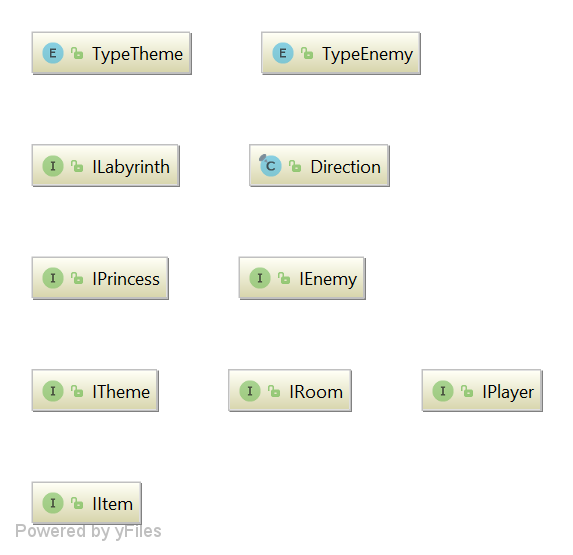 E TypeTheme
E TypeEnemy
I ILabyrinth
C Direction
I IPrincess
I IEnemy
I ITheme
I IRoom
I IPlayer
I IItem
Powered by yFiles